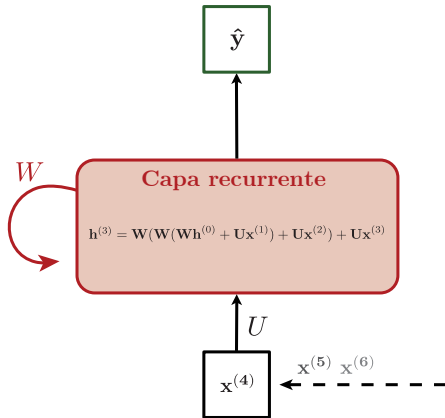 ŷ
W
Capa recurrente
h^(3) = W(W(Wh^(0) + Ux^(1)) + Ux^(2)) + Ux^(3)
U
x^(5) x^(6)
x^(4)